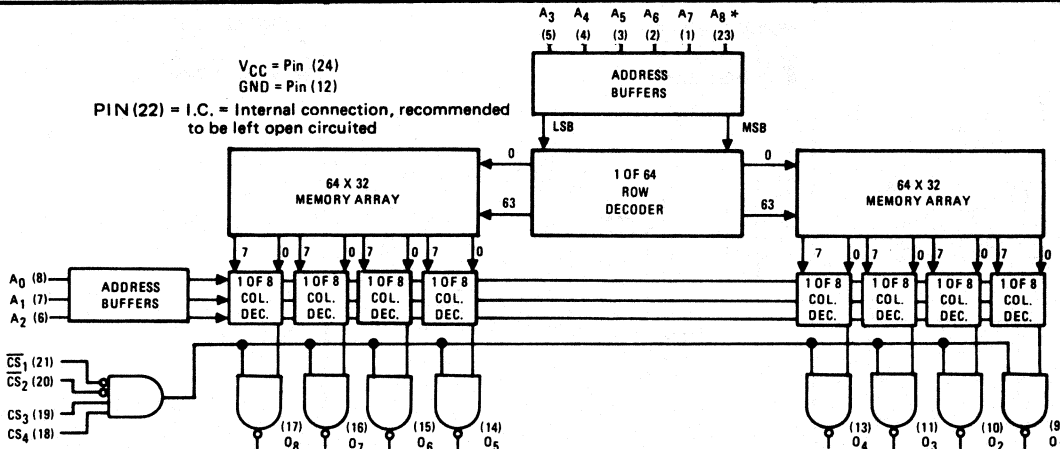 A3 A4 A5 A6 A7 A8 *
(5) (4) (3) (2) (1) (23)
VCC = Pin (24)
GND = Pin (12)
PIN (22) = I.C. = Internal connection, recommended
to be left open circuited
ADDRESS
BUFFERS
LSB MSB
0 0
64 X 32
MEMORY ARRAY
1 OF 64
ROW
DECODER
64 X 32
MEMORY ARRAY
63 63
7 0 7 0 7 0 7 0 7 0 7 0 7 0 7 0
A0 (8)
A1 (7)
A2 (6)
ADDRESS
BUFFERS
1 OF 8 1 OF 8 1 OF 8 1 OF 8 1 OF 8 1 OF 8 1 OF 8 1 OF 8
COL. COL. COL. COL. COL. COL. COL. COL.
DEC. DEC. DEC. DEC. DEC. DEC. DEC. DEC.
C̅S̅1 (21)
C̅S̅2 (20)
CS3 (19)
CS4 (18)
(17) (16) (15) (14) (13) (11) (10) (9
O8 O7 O6 O5 O4 O3 O2 O